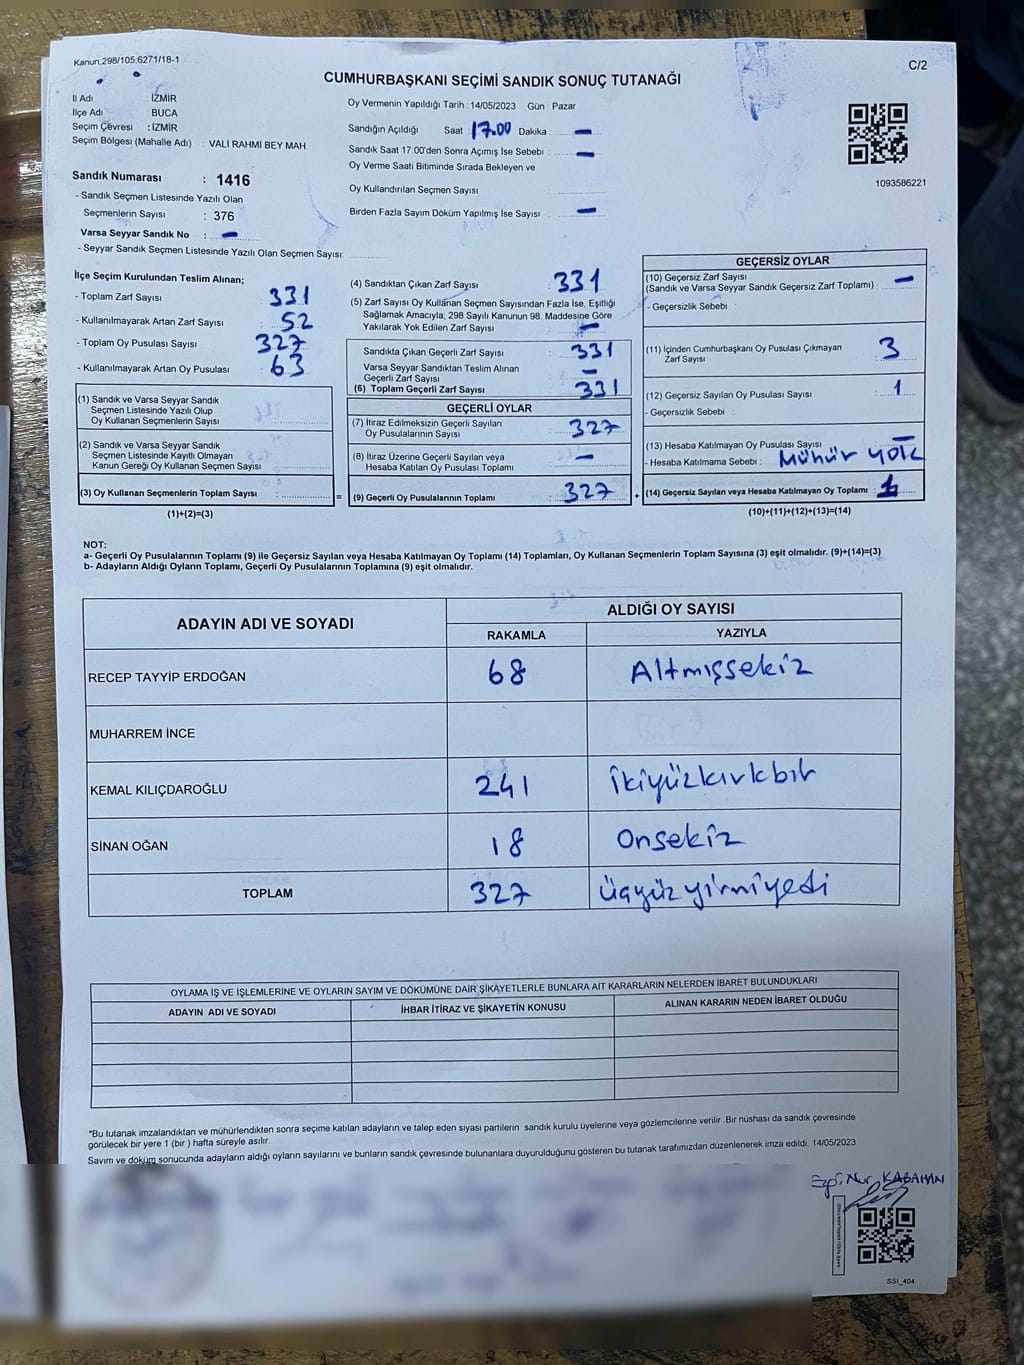 Kanun 298/105;6271/18-1
C/2
CUMHURBAŞKANI SEÇİMİ SANDIK SONUÇ TUTANAĞI
İl Adı : İZMİR
İlçe Adı : BUCA
Seçim Çevresi : İZMİR
Seçim Bölgesi (Mahalle Adı) : VALİ RAHMİ BEY MAH.
Oy Vermenin Yapıldığı Tarih : 14/05/2023 Gün : Pazar
Sandığın Açıldığı Saat : 17.00 Dakika : —
Sandık Saat 17:00'den Sonra Açımış İse Sebebi : —
Oy Verme Saati Bitiminde Sırada Bekleyen ve
Oy Kullandırılan Seçmen Sayısı
Birden Fazla Sayım Döküm Yapılmış İse Sayısı : —
1093586221
Sandık Numarası : 1416
- Sandık Seçmen Listesinde Yazılı Olan
Seçmenlerin Sayısı : 376
Varsa Seyyar Sandık No : —
- Seyyar Sandık Seçmen Listesinde Yazılı Olan Seçmen Sayısı:
İlçe Seçim Kurulundan Teslim Alınan;
- Toplam Zarf Sayısı 331
- Kullanılmayarak Artan Zarf Sayısı : 52
- Toplam Oy Pusulası Sayısı : 327
- Kullanılmayarak Artan Oy Pusulası : 63
(1) Sandık ve Varsa Seyyar Sandık
Seçmen Listesinde Yazılı Olup
Oy Kullanan Seçmenlerin Sayısı :
(2) Sandık ve Varsa Seyyar Sandık
Seçmen Listesinde Kayıtlı Olmayan
Kanun Gereği Oy Kullanan Seçmen Sayısı
(3) Oy Kullanan Seçmenlerin Toplam Sayısı :
=
(1)+(2)=(3)
(4) Sandıktan Çıkan Zarf Sayısı : 331
(5) Zarf Sayısı Oy Kullanan Seçmen Sayısından Fazla İse, Eşitliği
Sağlamak Amacıyla; 298 Sayılı Kanunun 98. Maddesine Göre
Yakılarak Yok Edilen Zarf Sayısı : —
Sandıkta Çıkan Geçerli Zarf Sayısı : 331
Varsa Seyyar Sandıktan Teslim Alınan
Geçerli Zarf Sayısı : —
(6) Toplam Geçerli Zarf Sayısı : 331
GEÇERLİ OYLAR
(7) İtiraz Edilmeksizin Geçerli Sayılan
Oy Pusulalarının Sayısı : 327
(8) İtiraz Üzerine Geçerli Sayılan veya
Hesaba Katılan Oy Pusulası Toplamı : —
(9) Geçerli Oy Pusulalarının Toplamı : 327
+
GEÇERSİZ OYLAR
(10) Geçersiz Zarf Sayısı
(Sandık ve Varsa Seyyar Sandık Geçersiz Zarf Toplamı) : —
- Geçersizlik Sebebi :
(11) İçinden Cumhurbaşkanı Oy Pusulası Çıkmayan
Zarf Sayısı : 3
(12) Geçersiz Sayılan Oy Pusulası Sayısı : 1
- Geçersizlik Sebebi :
(13) Hesaba Katılmayan Oy Pusulası Sayısı : —
- Hesaba Katılmama Sebebi : Mühür yok
(14) Geçersiz Sayılan veya Hesaba Katılmayan Oy Toplamı :
(10)+(11)+(12)+(13)=(14)
NOT:
a- Geçerli Oy Pusulalarının Toplamı (9) ile Geçersiz Sayılan veya Hesaba Katılmayan Oy Toplamı (14) Toplamları, Oy Kullanan Seçmenlerin Toplam Sayısına (3) eşit olmalıdır. (9)+(14)=(3)
b- Adayların Aldığı Oyların Toplamı, Geçerli Oy Pusulalarının Toplamına (9) eşit olmalıdır.
ADAYIN ADI VE SOYADI
ALDIĞI OY SAYISI
RAKAMLA YAZIYLA
RECEP TAYYİP ERDOĞAN 68 Altmışsekiz
MUHARREM İNCE
KEMAL KILIÇDAROĞLU 241 İkiyüzkırkbir
SİNAN OĞAN 18 Onsekiz
TOPLAM 327 Üçyüzyirmiyedi
OYLAMA İŞ VE İŞLEMLERİNE VE OYLARIN SAYIM VE DÖKÜMÜNE DAİR ŞİKAYETLERLE BUNLARA AİT KARARLARIN NELERDEN İBARET BULUNDUKLARI
ADAYIN ADI VE SOYADI İHBAR İTİRAZ VE ŞİKAYETİN KONUSU ALINAN KARARIN NEDEN İBARET OLDUĞU
*Bu tutanak imzalandıktan ve mühürlendikten sonra seçime katılan adayların ve talep eden siyasi partilerin sandık kurulu üyelerine veya gözlemcilerine verilir .Bir nüshası da sandık çevresinde
görülecek bir yere 1 (bir ) hafta süreyle asılır.
Sayım ve döküm sonucunda adayların aldığı oyların sayılarını ve bunların sandık çevresinde bulunanlara duyurulduğunu gösteren bu tutanak tarafımızdan düzenlenerek imza edildi. 14/05/2023
Ezgi Nur KABAHAN
SSI_404